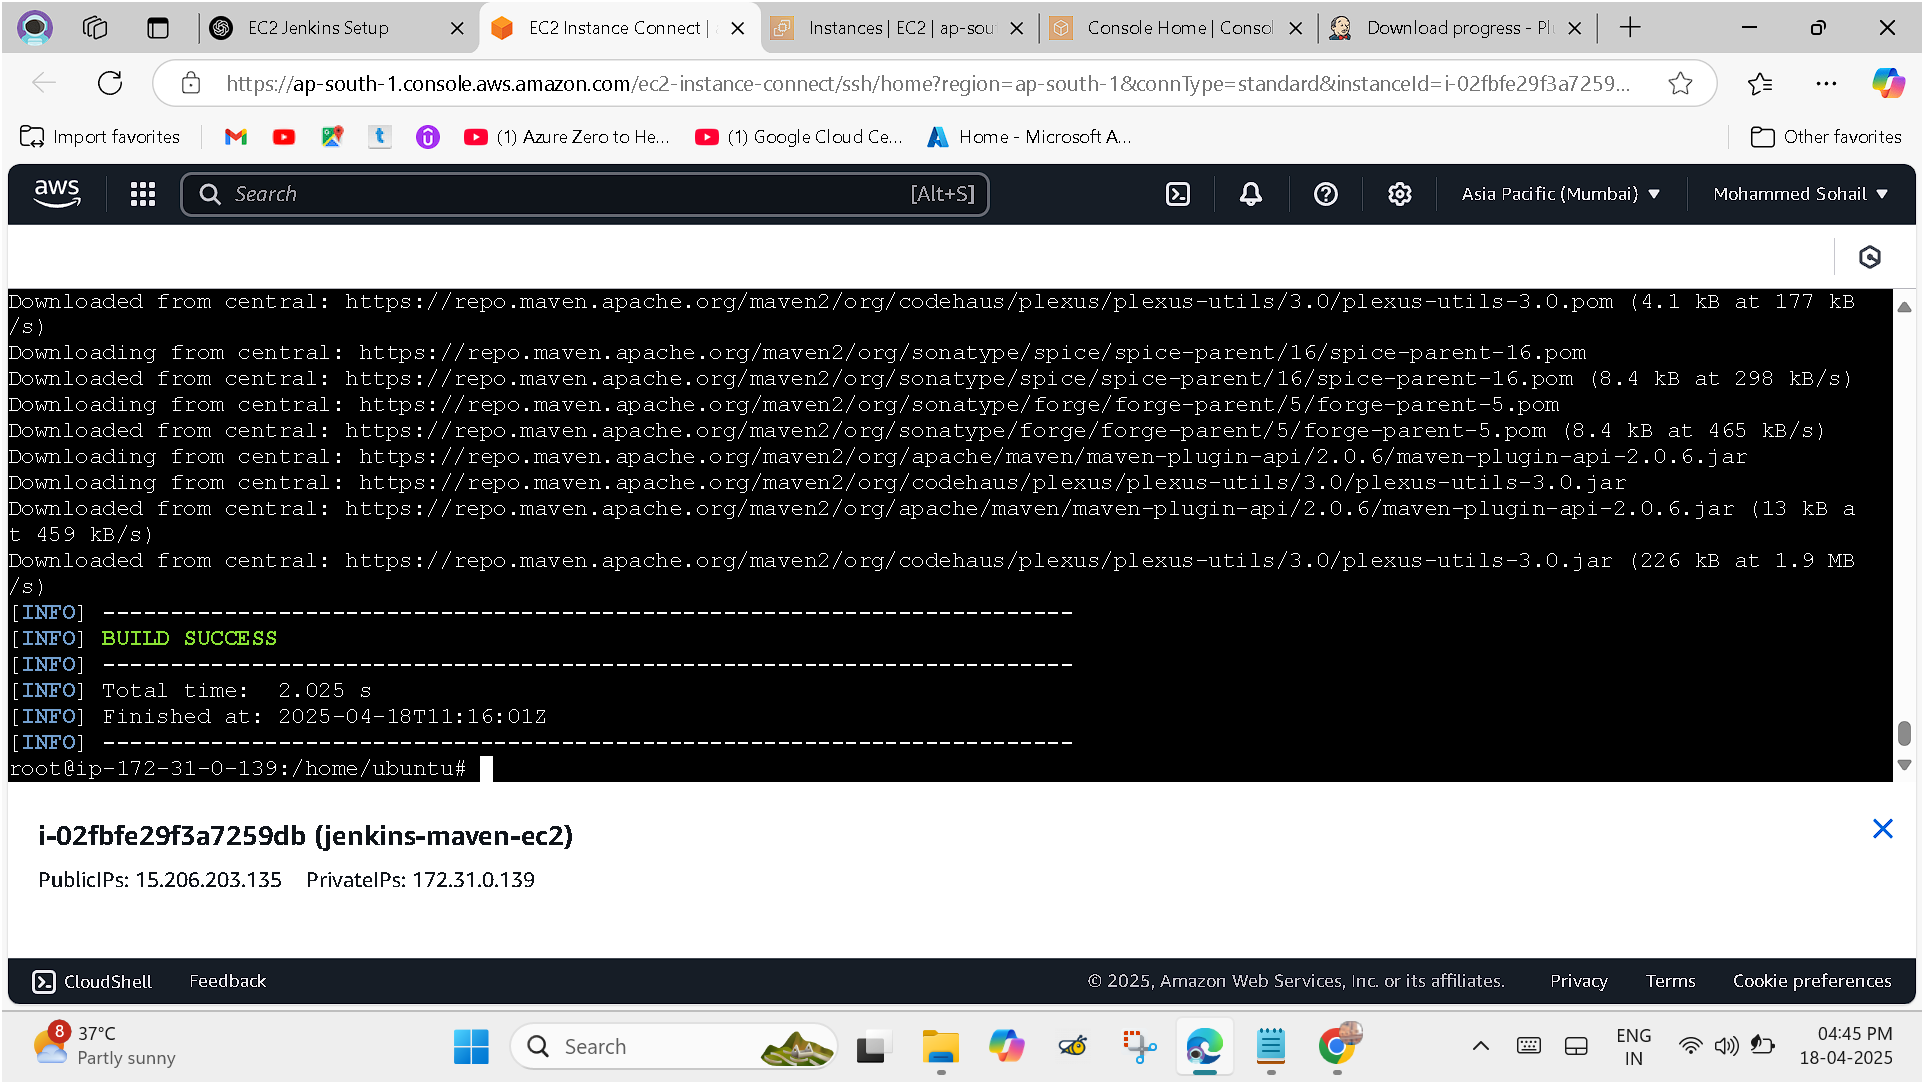 EC2 Jenkins Setup
EC2 Instance Connect |
Instances | EC2 | ap-sou
Console Home | Consol
Download progress - Pl
https://ap-south-1.console.aws.amazon.com/ec2-instance-connect/ssh/home?region=ap-south-1&connType=standard&instanceId=i-02fbfe29f3a7259...
Import favorites
(1) Azure Zero to He...
(1) Google Cloud Ce...
Home - Microsoft A...
Other favorites
aws
Search
[Alt+S]
Asia Pacific (Mumbai)
Mohammed Sohail
Downloaded from central: https://repo.maven.apache.org/maven2/org/codehaus/plexus/plexus-utils/3.0/plexus-utils-3.0.pom (4.1 kB at 177 kB
/s)
Downloading from central: https://repo.maven.apache.org/maven2/org/sonatype/spice/spice-parent/16/spice-parent-16.pom
Downloaded from central: https://repo.maven.apache.org/maven2/org/sonatype/spice/spice-parent/16/spice-parent-16.pom (8.4 kB at 298 kB/s)
Downloading from central: https://repo.maven.apache.org/maven2/org/sonatype/forge/forge-parent/5/forge-parent-5.pom
Downloaded from central: https://repo.maven.apache.org/maven2/org/sonatype/forge/forge-parent/5/forge-parent-5.pom (8.4 kB at 465 kB/s)
Downloading from central: https://repo.maven.apache.org/maven2/org/apache/maven/maven-plugin-api/2.0.6/maven-plugin-api-2.0.6.jar
Downloading from central: https://repo.maven.apache.org/maven2/org/codehaus/plexus/plexus-utils/3.0/plexus-utils-3.0.jar
Downloaded from central: https://repo.maven.apache.org/maven2/org/apache/maven/maven-plugin-api/2.0.6/maven-plugin-api-2.0.6.jar (13 kB a
t 459 kB/s)
Downloaded from central: https://repo.maven.apache.org/maven2/org/codehaus/plexus/plexus-utils/3.0/plexus-utils-3.0.jar (226 kB at 1.9 MB
/s)
[INFO] ------------------------------------------------------------------------
[INFO] BUILD SUCCESS
[INFO] ------------------------------------------------------------------------
[INFO] Total time:  2.025 s
[INFO] Finished at: 2025-04-18T11:16:01Z
[INFO] ------------------------------------------------------------------------
root@ip-172-31-0-139:/home/ubuntu#
i-02fbfe29f3a7259db (jenkins-maven-ec2)
PublicIPs: 15.206.203.135 PrivateIPs: 172.31.0.139
CloudShell
Feedback
© 2025, Amazon Web Services, Inc. or its affiliates.
Privacy
Terms
Cookie preferences
8
37°C
Partly sunny
Search
ENG
IN
04:45 PM
18-04-2025